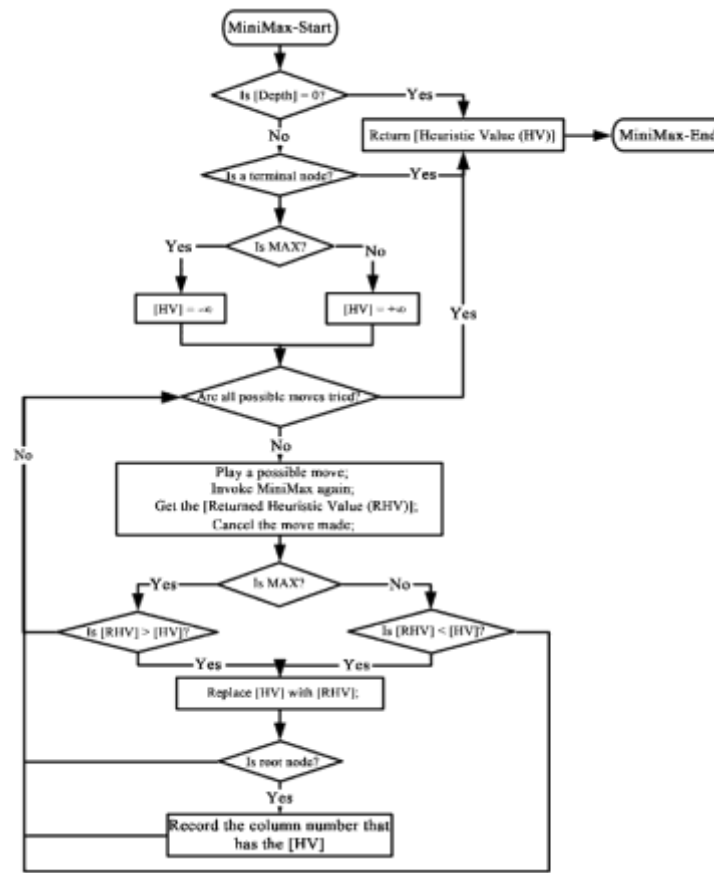 MiniMax-Start
Is [Depth] = 0?
Yes
No
Return [Heuristic Value (HV)]
MiniMax-End
Is a terminal node?
Yes
Yes
Is MAX?
No
[HV] = -∞
[HV] = +∞
Yes
Are all possible moves tried?
No
No
Play a possible move;
Invoke MiniMax again;
Get the [Returned Heuristic Value (RHV)];
Cancel the move made;
Yes
Is MAX?
No
Is [RHV] > [HV]?
Is [RHV] < [HV]?
Yes
Yes
Replace [HV] with [RHV];
Is root node?
Yes
Record the column number that
has the [HV]